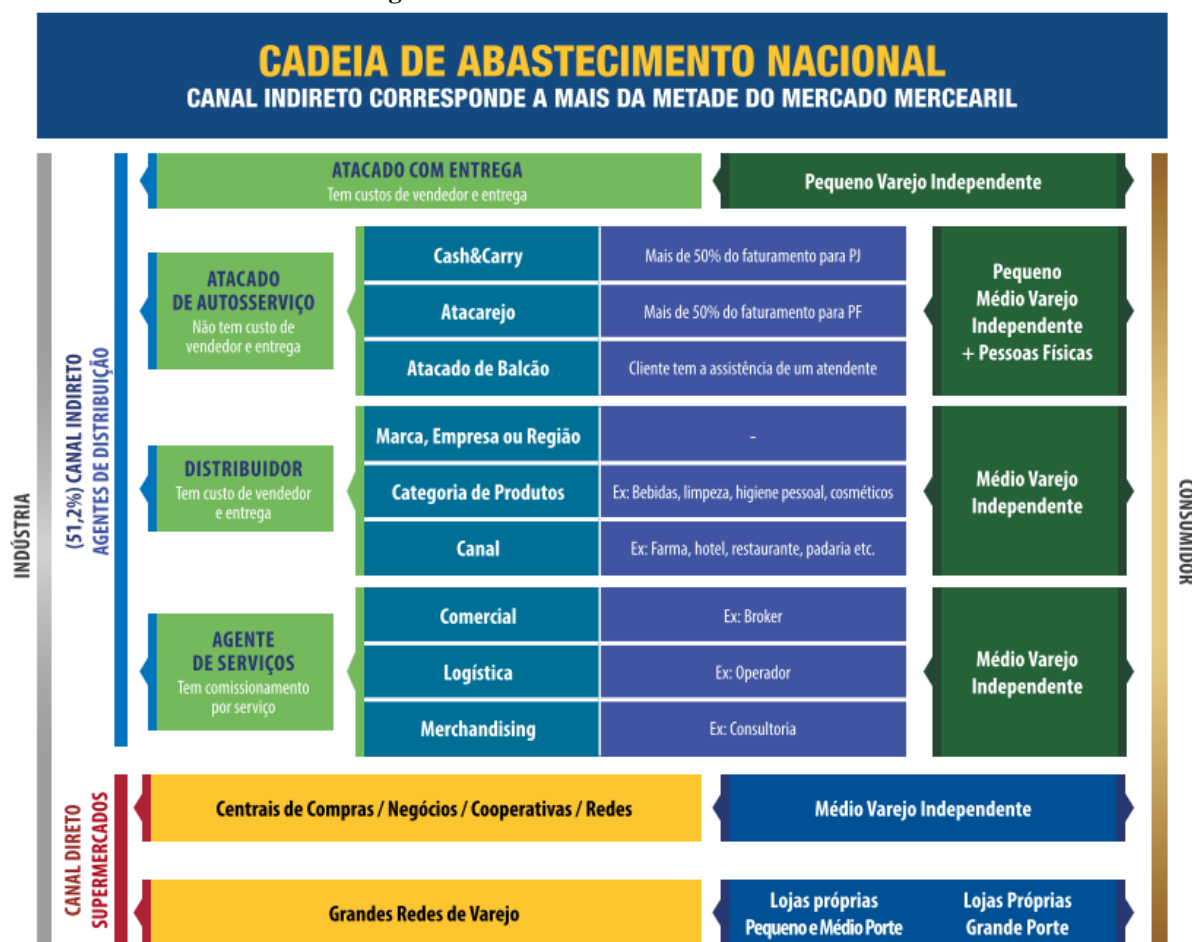 CADEIA DE ABASTECIMENTO NACIONAL
CANAL INDIRETO CORRESPONDE A MAIS DA METADE DO MERCADO MERCEARIL
INDÚSTRIA
(51,2%) CANAL INDIRETO
AGENTES DE DISTRIBUIÇÃO
ATACADO COM ENTREGA
Tem custos de vendedor e entrega
Pequeno Varejo Independente
ATACADO
DE AUTOSSERVIÇO
Não tem custo de
vendedor e entrega
Cash&Carry
Mais de 50% do faturamento para PJ
Atacarejo
Mais de 50% do faturamento para PF
Atacado de Balcão
Cliente tem a assistência de um atendente
Pequeno
Médio Varejo
Independente
+ Pessoas Físicas
DISTRIBUIDOR
Tem custo de vendedor
e entrega
Marca, Empresa ou Região
-
Categoria de Produtos
Ex: Bebidas, limpeza, higiene pessoal, cosméticos
Canal
Ex: Farma, hotel, restaurante, padaria etc.
Médio Varejo
Independente
AGENTE
DE SERVIÇOS
Tem comissionamento
por serviço
Comercial
Ex: Broker
Logística
Ex: Operador
Merchandising
Ex: Consultoria
Médio Varejo
Independente
CANAL DIRETO
SUPERMERCADOS
Centrais de Compras / Negócios / Cooperativas / Redes
Médio Varejo Independente
Grandes Redes de Varejo
Lojas próprias
Pequeno e Médio Porte
Lojas Próprias
Grande Porte
CONSUMIDOR